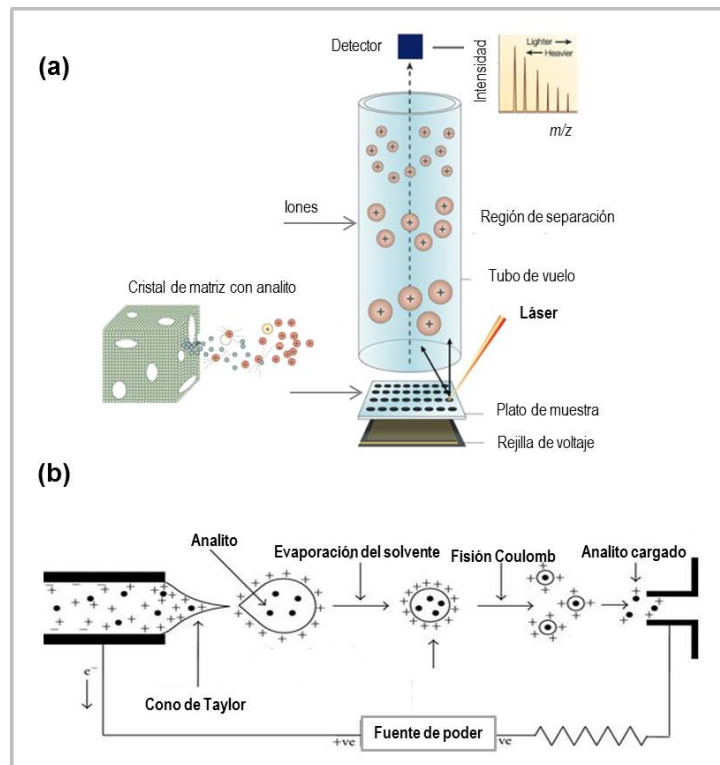 (a)
Detector
Intensidad
Lighter
Heavier
m/z
Iones
Región de separación
Tubo de vuelo
Cristal de matriz con analito
Láser
Plato de muestra
Rejilla de voltaje
(b)
Analito
Evaporación del solvente
Fisión Coulomb
Analito cargado
e⁻
Cono de Taylor
+ve
Fuente de poder
ve